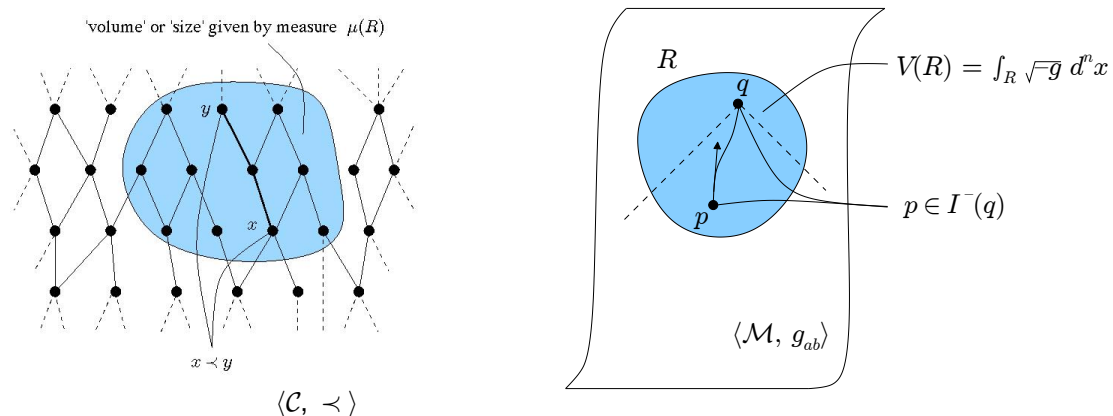 'volume' or 'size' given by measure μ(R)
y
x
x ≺ y
⟨𝒞, ≺⟩
R
q
V(R) = ∫_R √−g dⁿx
p
p ∈ I⁻(q)
⟨ℳ, g_ab⟩